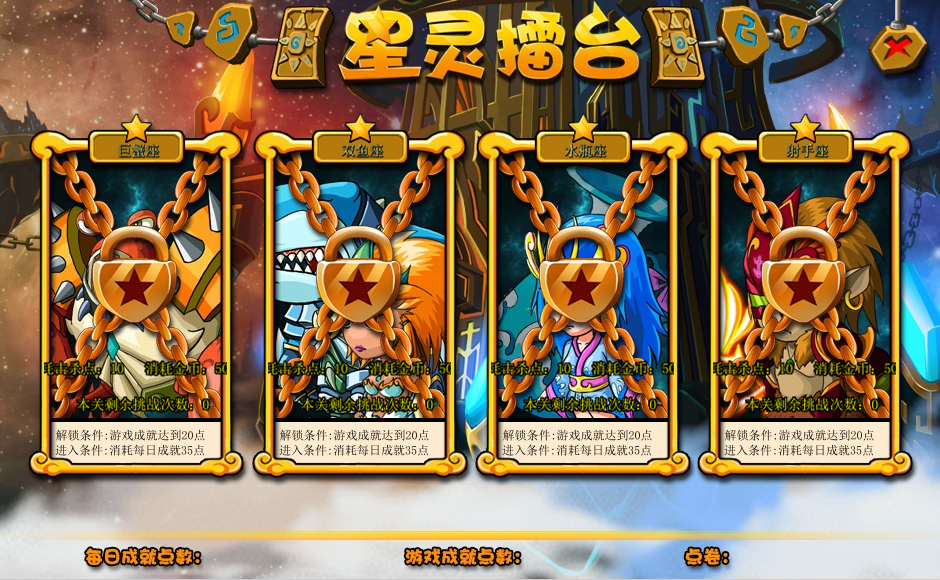 星灵擂台
巨蟹座
双鱼座
水瓶座
射手座
击杀点: 10 消耗金币: 50
本关剩余挑战次数: 0
击杀点: 10 消耗金币: 50
本关剩余挑战次数: 0
击杀点: 10 消耗金币: 50
本关剩余挑战次数: 0
击杀点: 10 消耗金币: 50
本关剩余挑战次数: 0
解锁条件:游戏成就达到20点
进入条件:消耗每日成就35点
解锁条件:游戏成就达到20点
进入条件:消耗每日成就35点
解锁条件:游戏成就达到20点
进入条件:消耗每日成就35点
解锁条件:游戏成就达到20点
进入条件:消耗每日成就35点
每日成就点数:
游戏成就点数:
点卷: